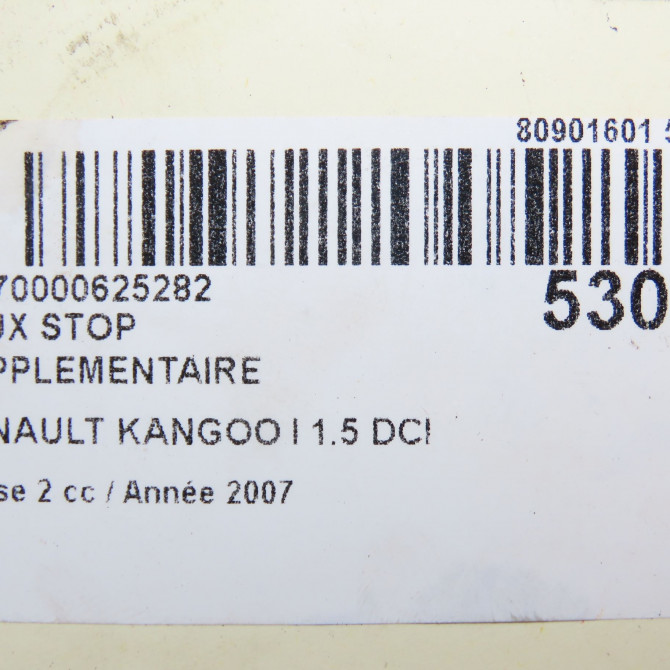 80901601 5
70000625282
530
UX STOP
PPLEMENTAIRE
NAULT KANGOO I 1.5 DCI
se 2 cc / Année 2007